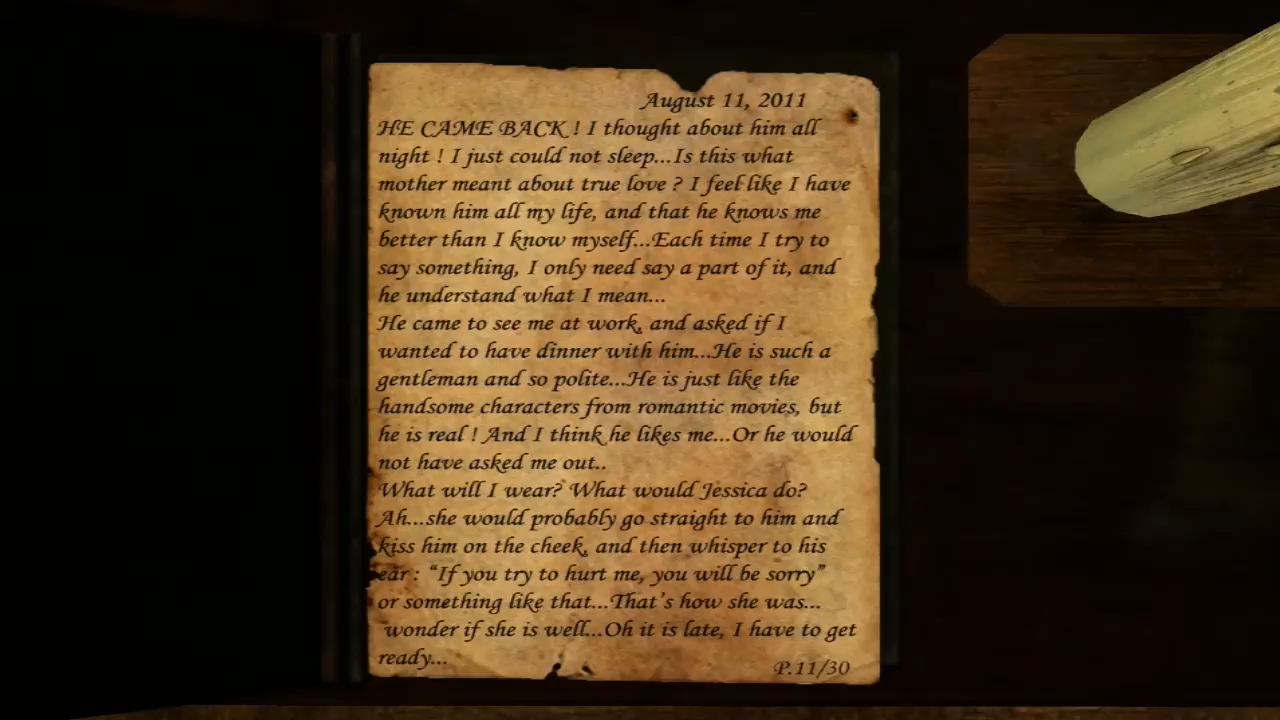 August 11, 2011
HE CAME BACK ! I thought about him all
night ! I just could not sleep...Is this what
mother meant about true love ? I feel like I have
known him all my life, and that he knows me
better than I know myself...Each time I try to
say something, I only need say a part of it, and
he understand what I mean...
He came to see me at work, and asked if I
wanted to have dinner with him...He is such a
gentleman and so polite...He is just like the
handsome characters from romantic movies, but
he is real ! And I think he likes me...Or he would
not have asked me out..
What will I wear? What would Jessica do?
Ah...she would probably go straight to him and
kiss him on the cheek, and then whisper to his
ear : “If you try to hurt me, you will be sorry”
or something like that...That’s how she was...
wonder if she is well...Oh it is late, I have to get
ready...
P.11/30